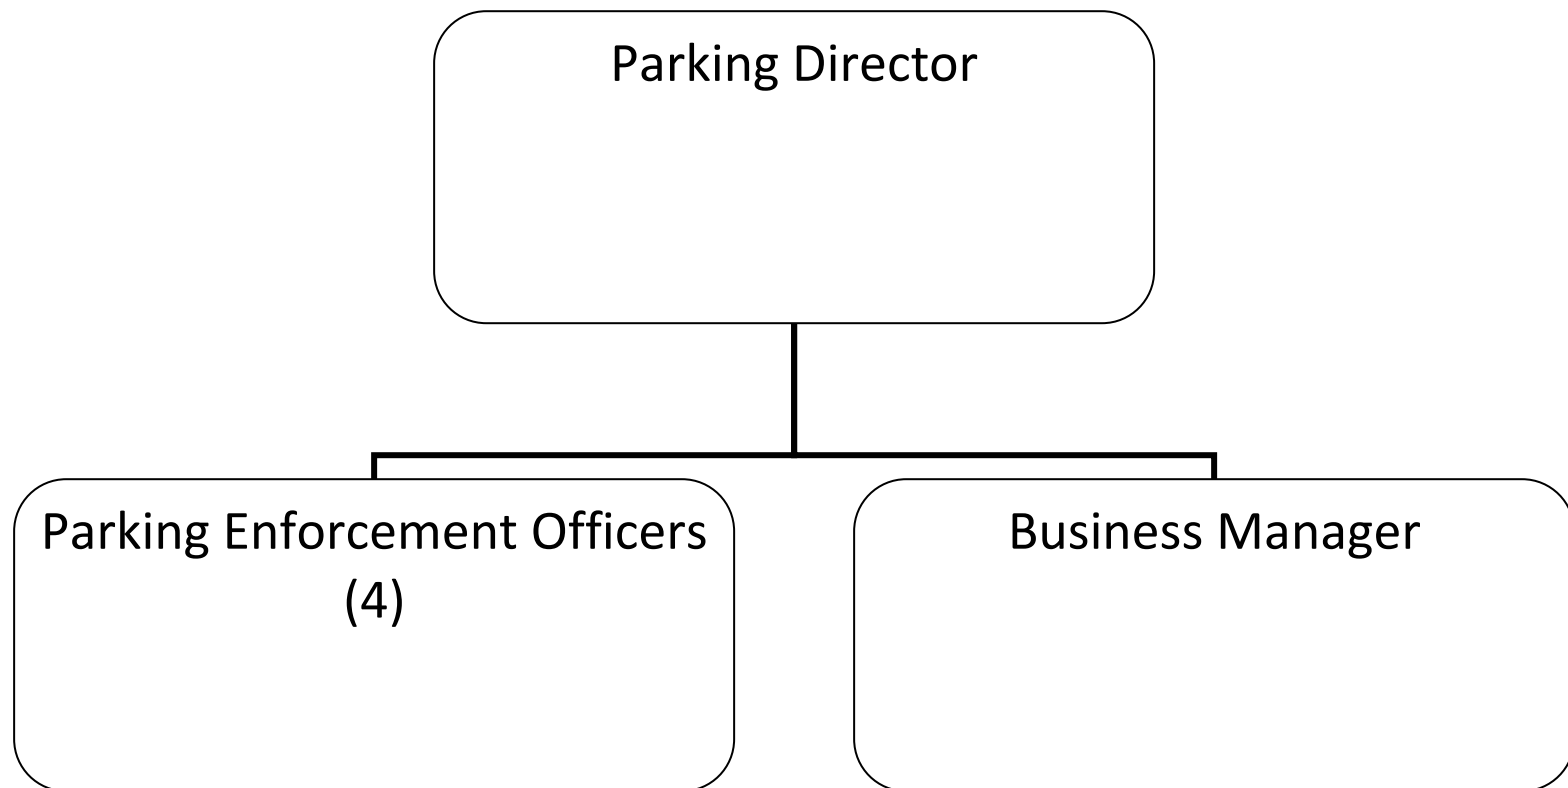 Parking Director
Parking Enforcement Officers
(4)
Business Manager